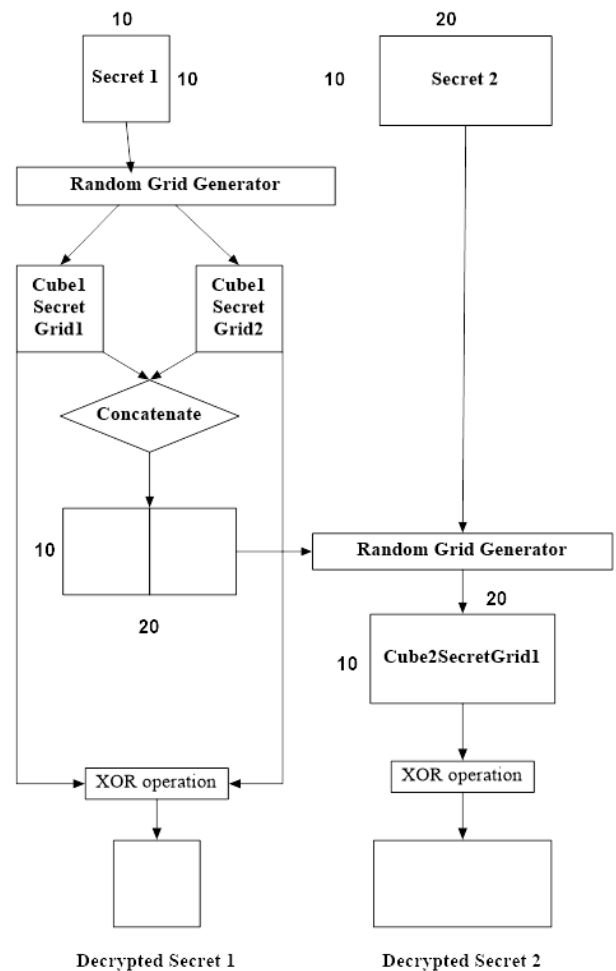 10
20
Secret 1
10
10
Secret 2
Random Grid Generator
Cube1
Secret
Grid1
Cube1
Secret
Grid2
Concatenate
10
20
Random Grid Generator
20
10
Cube2SecretGrid1
XOR operation
XOR operation
Decrypted Secret 1
Decrypted Secret 2